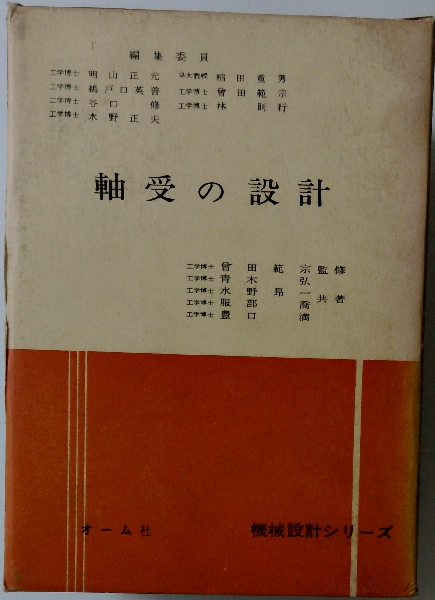 編集委員
工学博士 明山正元 早大教授 稲田重男
工学博士 鵜戸口英善 工学博士 曾田範宗
工学博士 谷口 修 工学博士 林 則行
工学博士 水野正夫
軸受の設計
工学博士 曾田範宗 監修
工学博士 青木 弘
工学博士 水野昂一 共著
工学博士 服部 喬
工学博士 豊口 満
オーム社
機械設計シリーズ